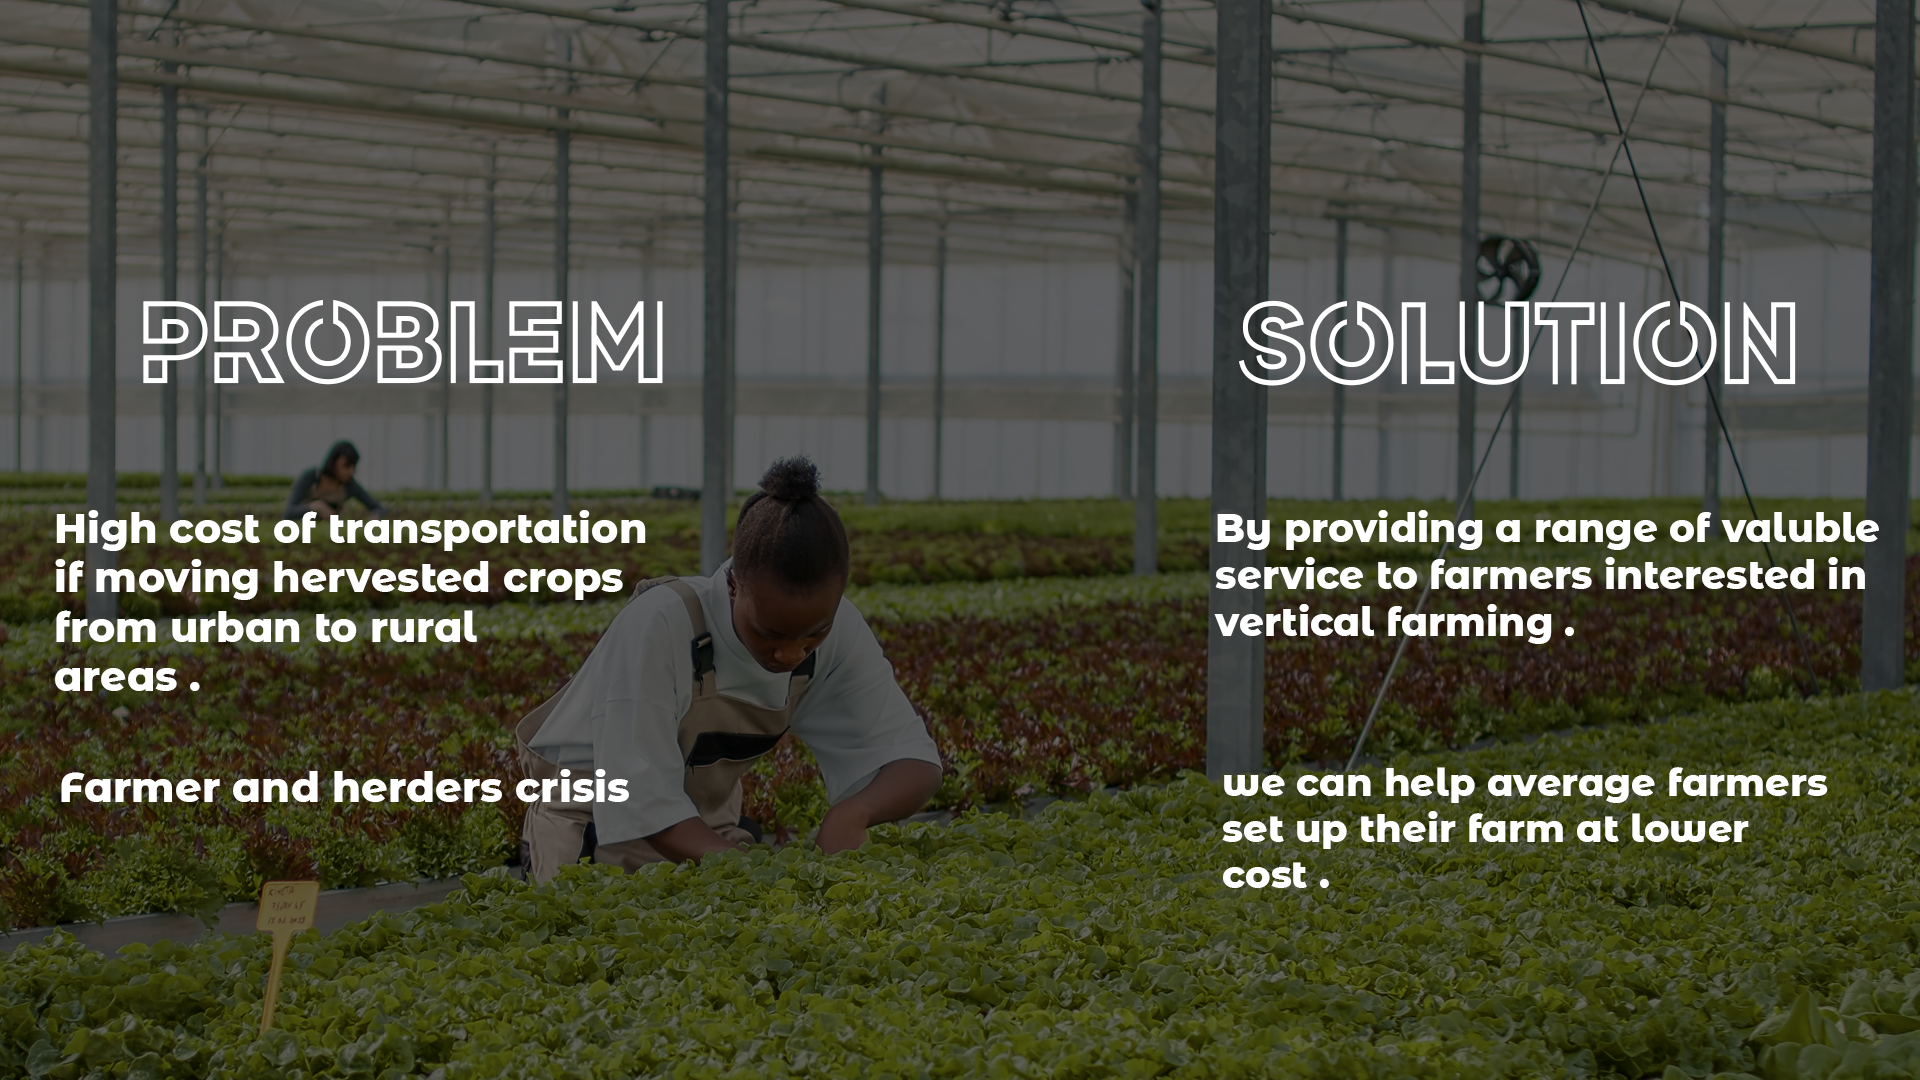 PROBLEM
High cost of transportation
if moving hervested crops
from urban to rural
areas .
Farmer and herders crisis
SOLUTION
By providing a range of valuble
service to farmers interested in
vertical farming .
we can help average farmers
set up their farm at lower
cost .